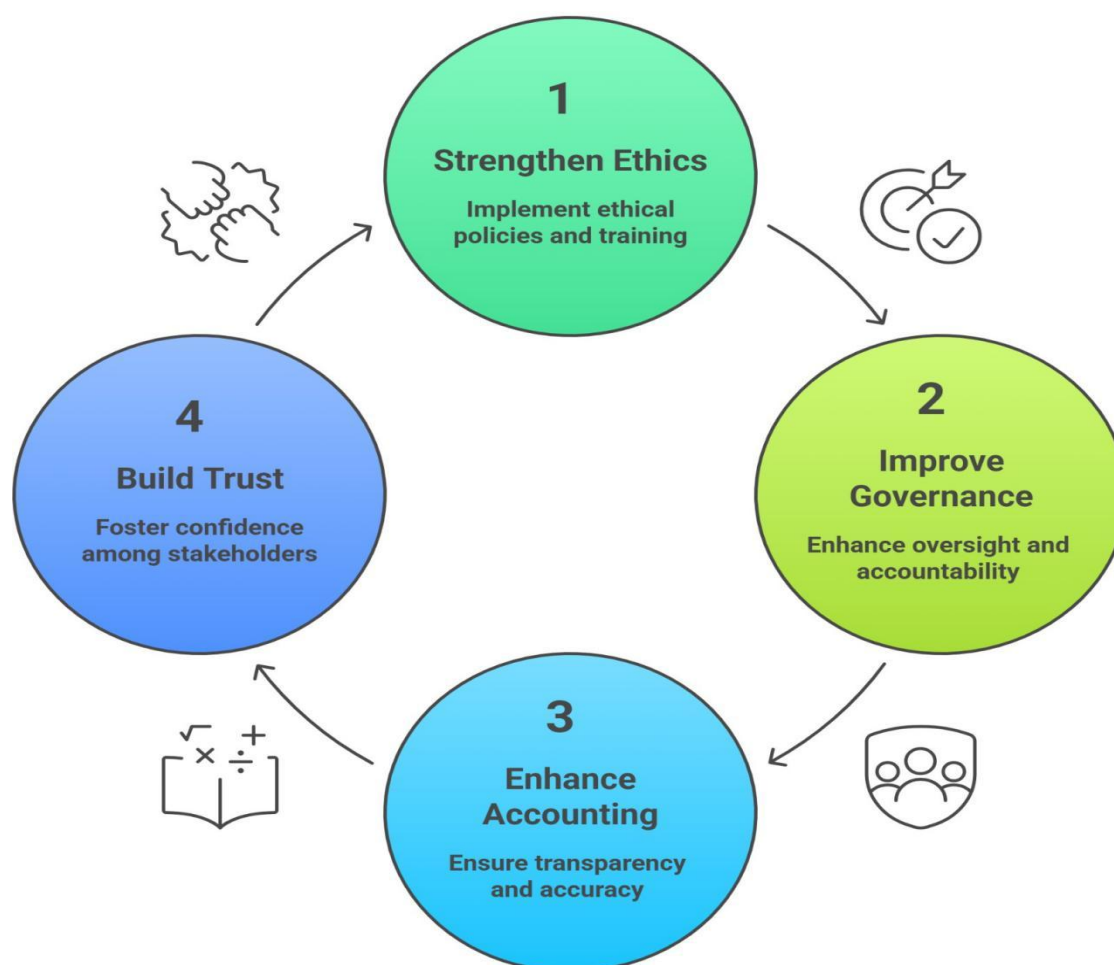 1
Strengthen Ethics
Implement ethical
policies and training
2
Improve
Governance
Enhance oversight and
accountability
3
Enhance
Accounting
Ensure transparency
and accuracy
4
Build Trust
Foster confidence
among stakeholders
√ + × ÷